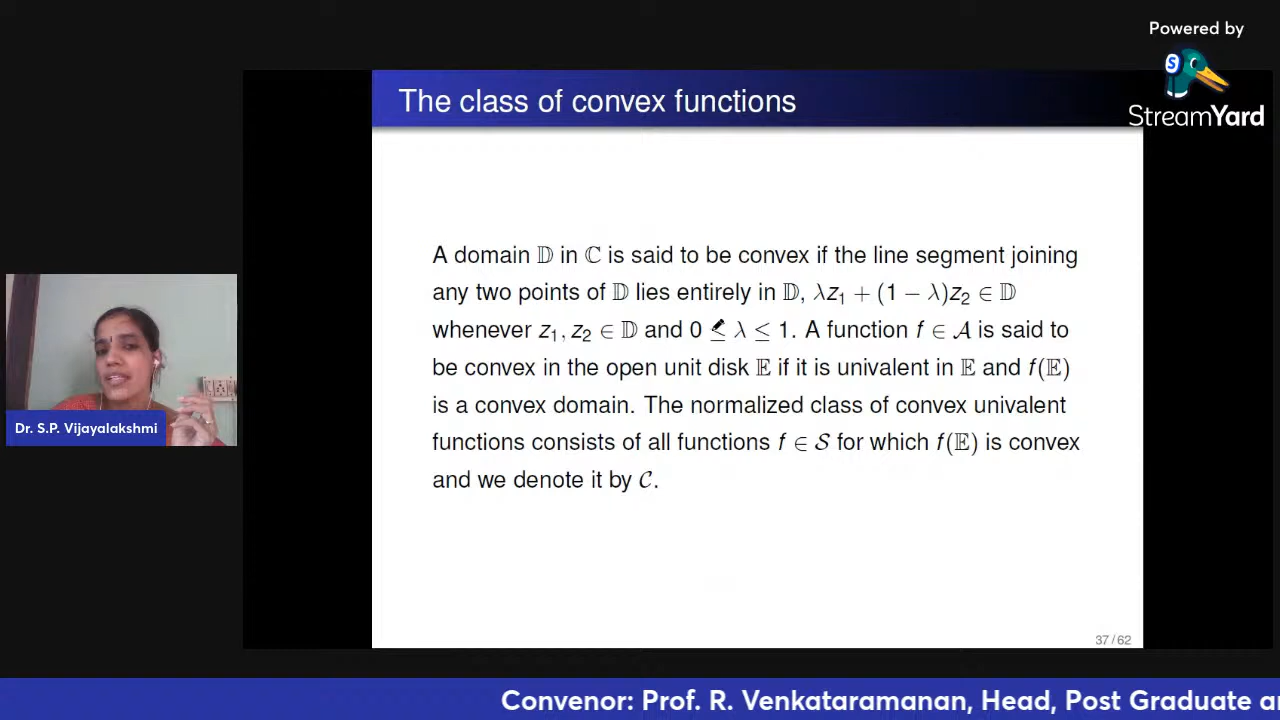 Powered by
S
StreamYard
The class of convex functions
A domain 𝔻 in ℂ is said to be convex if the line segment joining
any two points of 𝔻 lies entirely in 𝔻, λz₁ + (1 − λ)z₂ ∈ 𝔻
whenever z₁, z₂ ∈ 𝔻 and 0 ≤ λ ≤ 1. A function f ∈ 𝒜 is said to
be convex in the open unit disk 𝔼 if it is univalent in 𝔼 and f(𝔼)
is a convex domain. The normalized class of convex univalent
functions consists of all functions f ∈ 𝒮 for which f(𝔼) is convex
and we denote it by 𝒞.
37 / 62
Dr. S.P. Vijayalakshmi
Convenor: Prof. R. Venkataramanan, Head, Post Graduate a